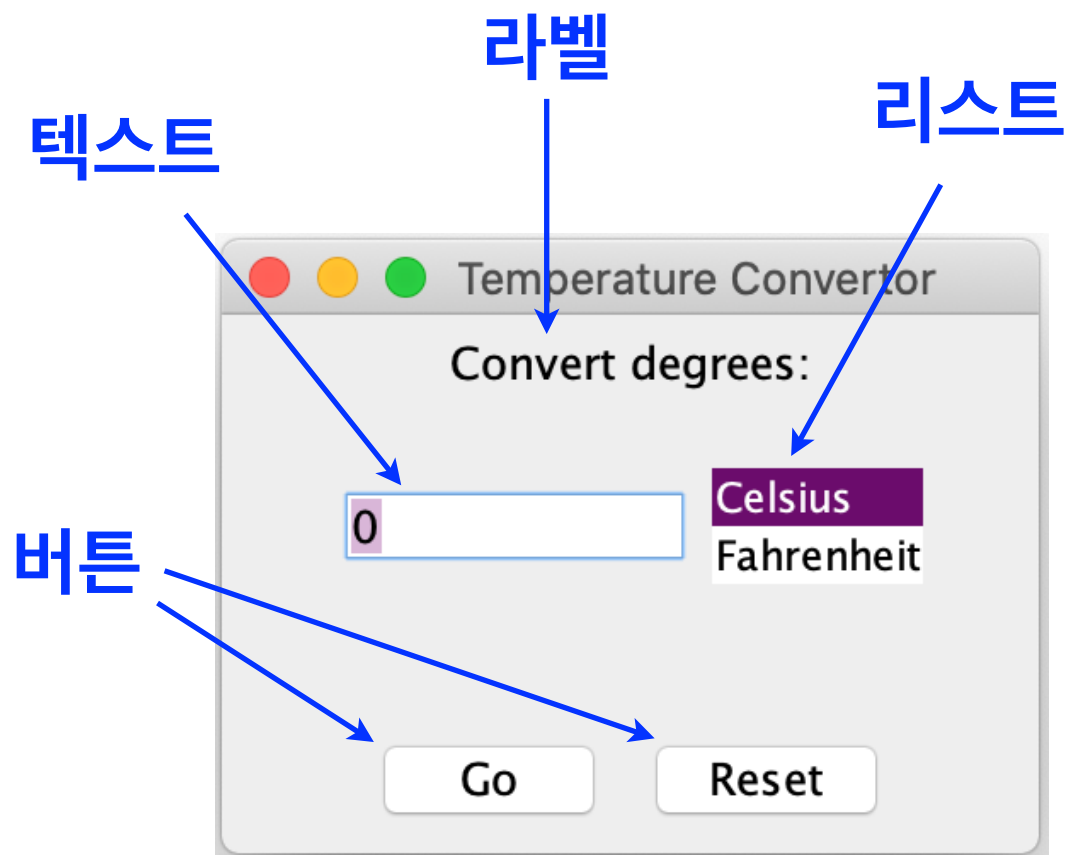 라벨
리스트
텍스트
Temperature Convertor
Convert degrees:
0
Celsius
Fahrenheit
버튼
Go
Reset